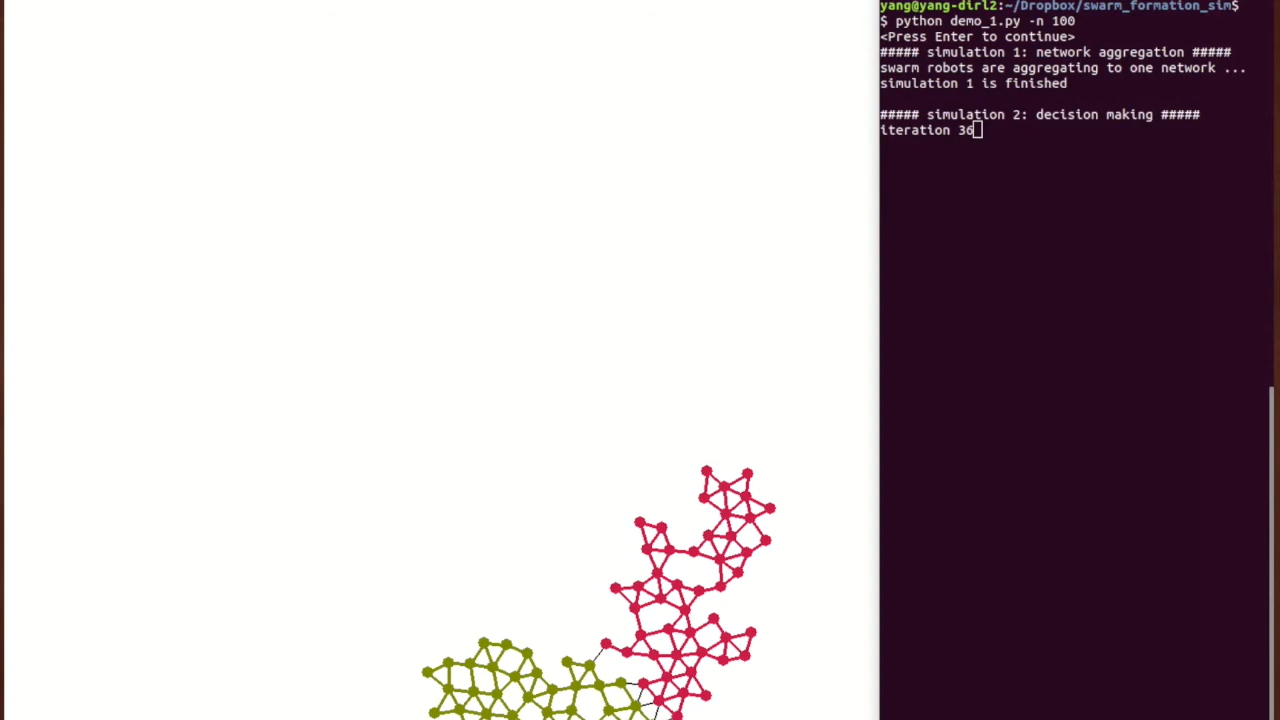 yang@yang-dirl2:~/Dropbox/swarm_formation_sim$
$ python demo_1.py -n 100
<Press Enter to continue>
##### simulation 1: network aggregation #####
swarm robots are aggregating to one network ...
simulation 1 is finished
##### simulation 2: decision making #####
iteration 36